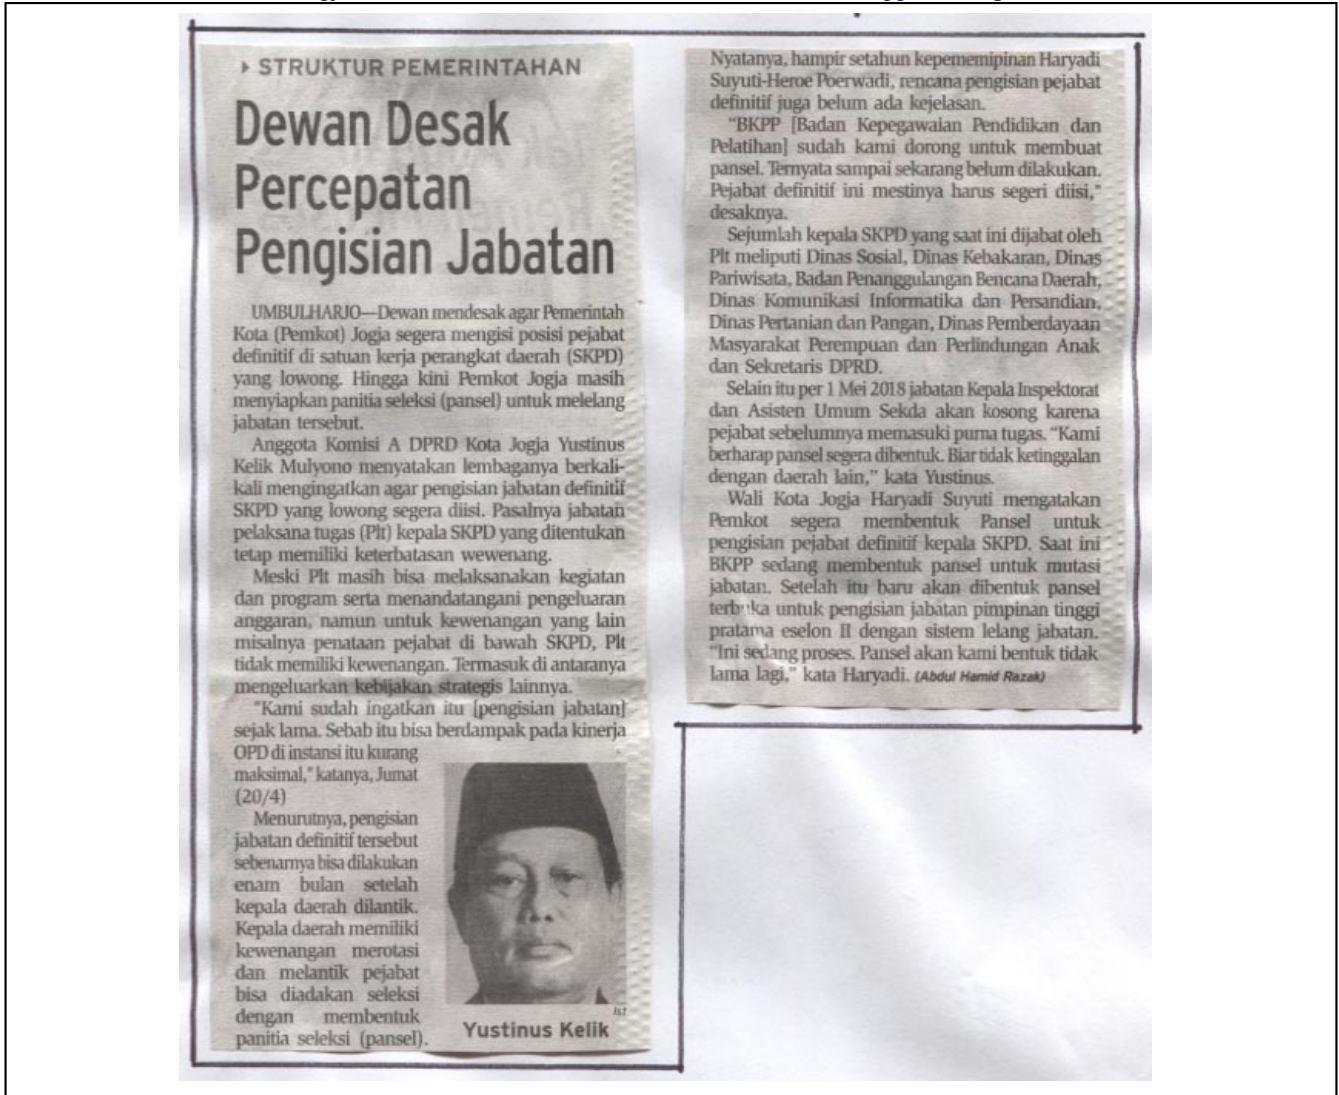 STRUKTUR PEMERINTAHAN
Dewan Desak
Percepatan
Pengisian Jabatan
UMBULHARJO—Dewan mendesak agar Pemerintah
Kota (Pemkot) Jogja segera mengisi posisi pejabat
definitif di satuan kerja perangkat daerah (SKPD)
yang lowong. Hingga kini Pemkot Jogja masih
menyiapkan panitia seleksi (pansel) untuk melelang
jabatan tersebut.
Anggota Komisi A DPRD Kota Jogja Yustinus
Kelik Mulyono menyatakan lembaganya berkali-
kali mengingatkan agar pengisian jabatan definitif
SKPD yang lowong segera diisi. Pasalnya jabatan
pelaksana tugas (Plt) kepala SKPD yang ditentukan
tetap memiliki keterbatasan wewenang.
Meski Plt masih bisa melaksanakan kegiatan
dan program serta menandatangani pengeluaran
anggaran, namun untuk kewenangan yang lain
misalnya penataan pejabat di bawah SKPD, Plt
tidak memiliki kewenangan. Termasuk di antaranya
mengeluarkan kebijakan strategis lainnya.
"Kami sudah ingatkan itu [pengisian jabatan]
sejak lama. Sebab itu bisa berdampak pada kinerja
OPD di instansi itu kurang
maksimal," katanya, Jumat
(20/4)
Menurutnya, pengisian
jabatan definitif tersebut
sebenarnya bisa dilakukan
enam bulan setelah
kepala daerah dilantik.
Kepala daerah memiliki
kewenangan merotasi
dan melantik pejabat
bisa diadakan seleksi
dengan membentuk
panitia seleksi (pansel).
Ist
Yustinus Kelik
Nyatanya, hampir setahun kepememipinan Haryadi
Suyuti-Heroe Poerwadi, rencana pengisian pejabat
definitif juga belum ada kejelasan.
"BKPP [Badan Kepegawaian Pendidikan dan
Pelatihan] sudah kami dorong untuk membuat
pansel. Ternyata sampai sekarang belum dilakukan.
Pejabat definitif ini mestinya harus segeri diisi,"
desaknya.
Sejumlah kepala SKPD yang saat ini dijabat oleh
Plt meliputi Dinas Sosial, Dinas Kebakaran, Dinas
Pariwisata, Badan Penanggulangan Bencana Daerah,
Dinas Komunikasi Informatika dan Persandian,
Dinas Pertanian dan Pangan, Dinas Pemberdayaan
Masyarakat Perempuan dan Perlindungan Anak
dan Sekretaris DPRD.
Selain itu per 1 Mei 2018 jabatan Kepala Inspektorat
dan Asisten Umum Sekda akan kosong karena
pejabat sebelumnya memasuki purna tugas. "Kami
berharap pansel segera dibentuk. Biar tidak ketinggalan
dengan daerah lain," kata Yustinus.
Wali Kota Jogja Haryadi Suyuti mengatakan
Pemkot segera membentuk Pansel untuk
pengisian pejabat definitif kepala SKPD. Saat ini
BKPP sedang membentuk pansel untuk mutasi
jabatan. Setelah itu baru akan dibentuk pansel
terbuka untuk pengisian jabatan pimpinan tinggi
pratama eselon II dengan sistem lelang jabatan.
"Ini sedang proses. Pansel akan kami bentuk tidak
lama lagi," kata Haryadi. (Abdul Hamid Razak)